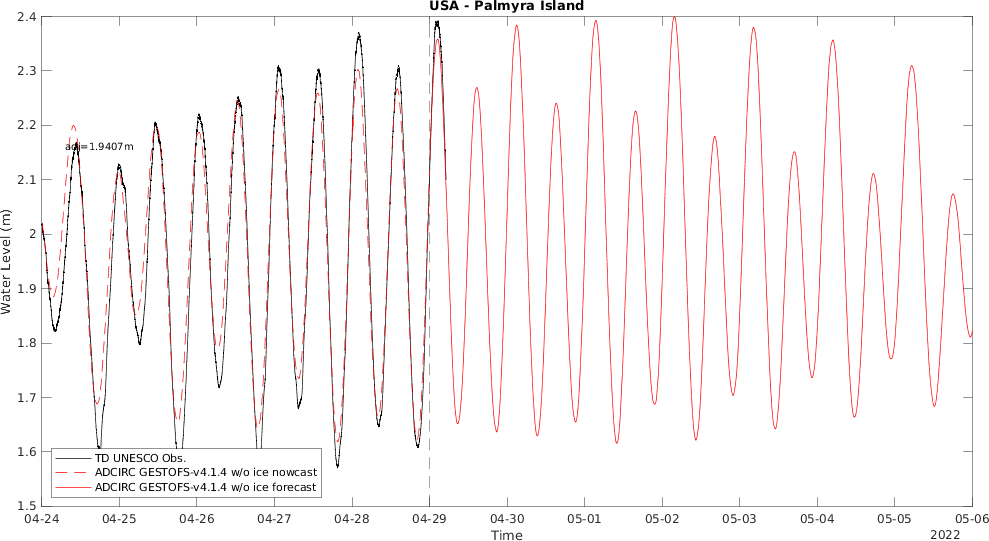 USA - Palmyra Island
2.4
2.3
2.2
2.1
2
1.9
1.8
1.7
1.6
1.5
Water Level (m)
adj=1.9407m
TD UNESCO Obs.
ADCIRC GESTOFS-v4.1.4 w/o ice nowcast
ADCIRC GESTOFS-v4.1.4 w/o ice forecast
04-24 04-25 04-26 04-27 04-28 04-29 04-30 05-01 05-02 05-03 05-04 05-05 05-06
Time
2022